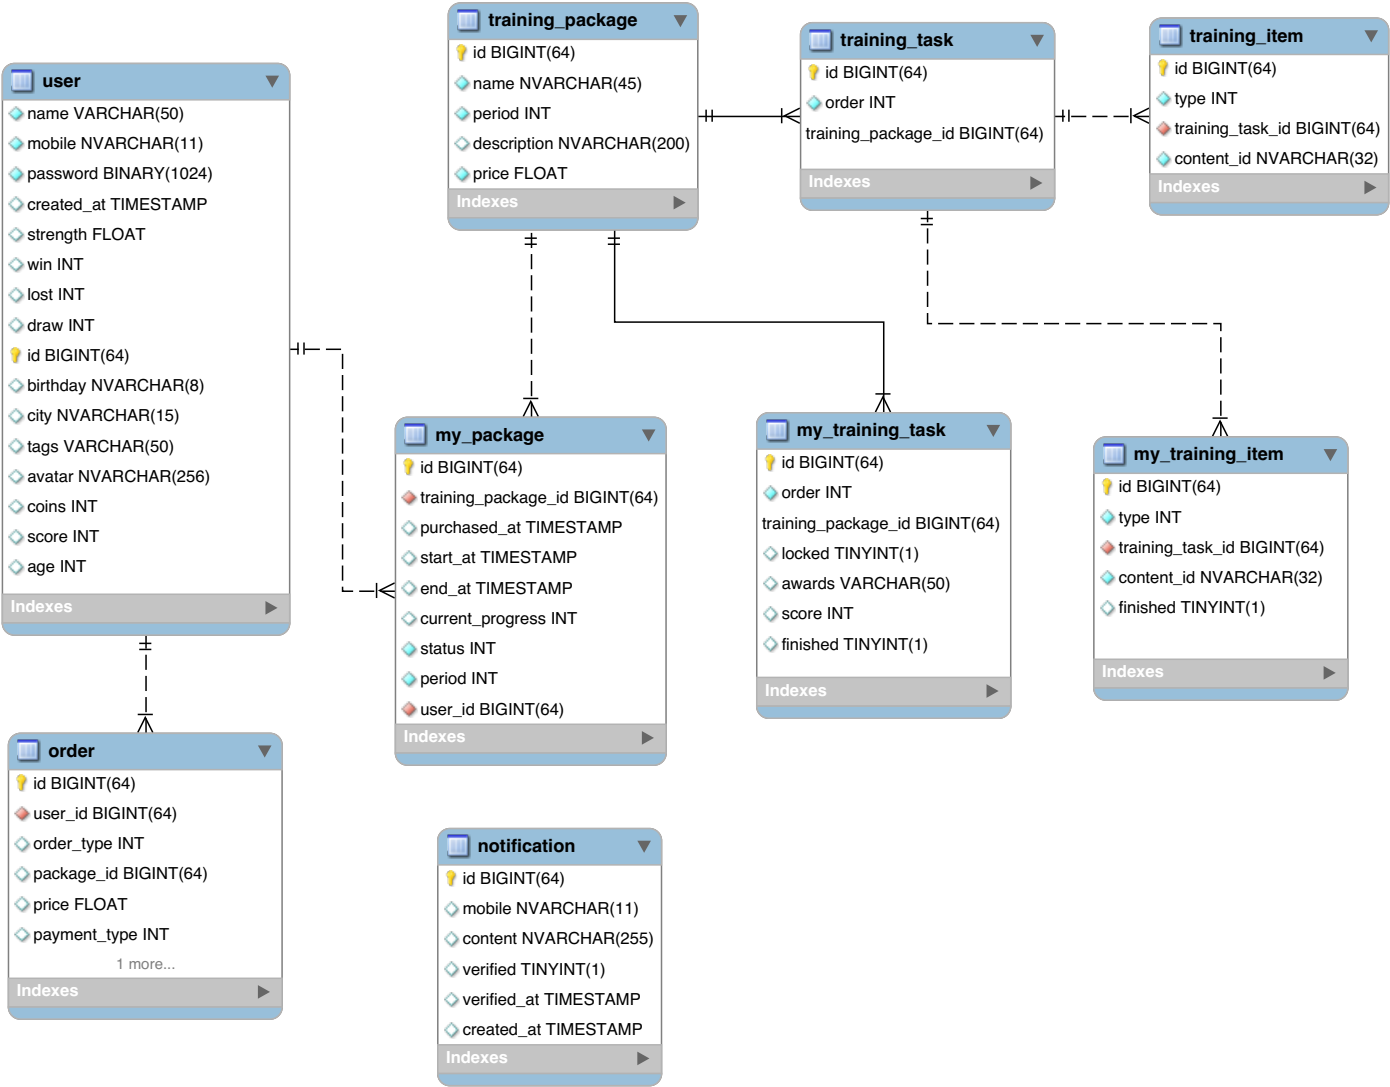 user
name VARCHAR(50)
mobile NVARCHAR(11)
password BINARY(1024)
created_at TIMESTAMP
strength FLOAT
win INT
lost INT
draw INT
id BIGINT(64)
birthday NVARCHAR(8)
city NVARCHAR(15)
tags VARCHAR(50)
avatar NVARCHAR(256)
coins INT
score INT
age INT
Indexes
training_package
id BIGINT(64)
name NVARCHAR(45)
period INT
description NVARCHAR(200)
price FLOAT
Indexes
training_task
id BIGINT(64)
order INT
training_package_id BIGINT(64)
Indexes
training_item
id BIGINT(64)
type INT
training_task_id BIGINT(64)
content_id NVARCHAR(32)
Indexes
my_package
id BIGINT(64)
training_package_id BIGINT(64)
purchased_at TIMESTAMP
start_at TIMESTAMP
end_at TIMESTAMP
current_progress INT
status INT
period INT
user_id BIGINT(64)
Indexes
my_training_task
id BIGINT(64)
order INT
training_package_id BIGINT(64)
locked TINYINT(1)
awards VARCHAR(50)
score INT
finished TINYINT(1)
Indexes
my_training_item
id BIGINT(64)
type INT
training_task_id BIGINT(64)
content_id NVARCHAR(32)
finished TINYINT(1)
Indexes
order
id BIGINT(64)
user_id BIGINT(64)
order_type INT
package_id BIGINT(64)
price FLOAT
payment_type INT
1 more...
Indexes
notification
id BIGINT(64)
mobile NVARCHAR(11)
content NVARCHAR(255)
verified TINYINT(1)
verified_at TIMESTAMP
created_at TIMESTAMP
Indexes